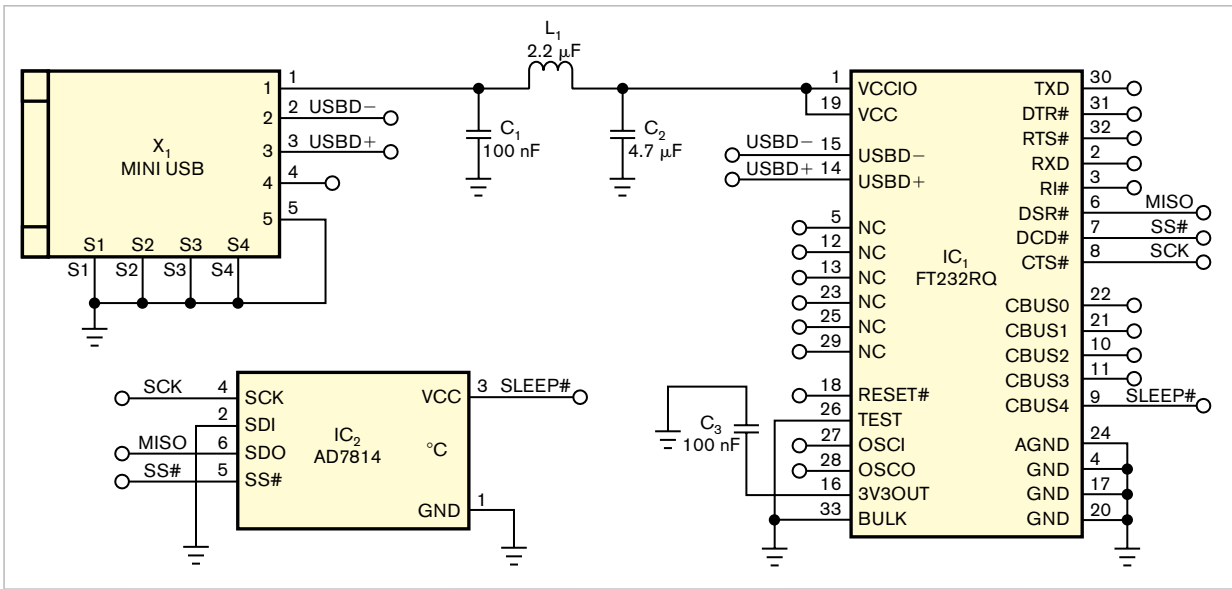 L1
2.2 µF
1
1
2
2 USBD−
3
3 USBD+
4
4
5
5
X1
MINI USB
S1 S2 S3 S4
S1 S2 S3 S4
C1
100 nF
C2
4.7 µF
1 VCCIO
19 VCC
USBD− 15 USBD−
USBD+ 14 USBD+
5 NC
12 NC
13 NC
23 NC
25 NC
29 NC
18 RESET#
26 TEST
27 OSCI
28 OSCO
16 3V3OUT
33 BULK
C3
100 nF
IC1
FT232RQ
TXD 30
DTR# 31
RTS# 32
RXD 2
RI# 3
DSR# 6 MISO
DCD# 7 SS#
CTS# 8 SCK
CBUS0 22
CBUS1 21
CBUS2 10
CBUS3 11
CBUS4 9 SLEEP#
AGND 24
GND 4
GND 17
GND 20
SCK 4 SCK
2 SDI
MISO 6 SDO
SS# 5 SS#
IC2
AD7814
°C
VCC 3 SLEEP#
GND 1